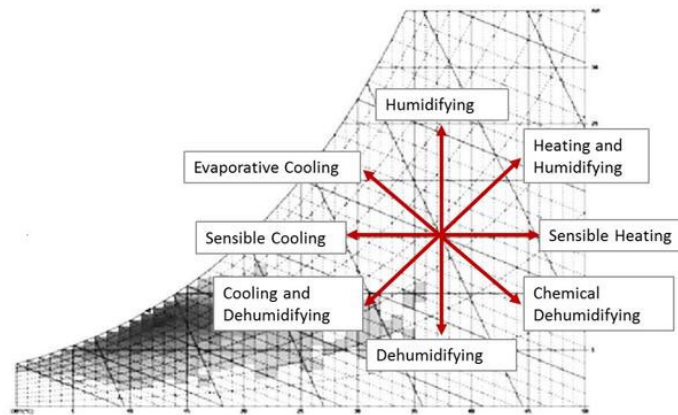 Humidifying
Evaporative Cooling
Heating and
Humidifying
Sensible Cooling
Sensible Heating
Cooling and
Dehumidifying
Chemical
Dehumidifying
Dehumidifying